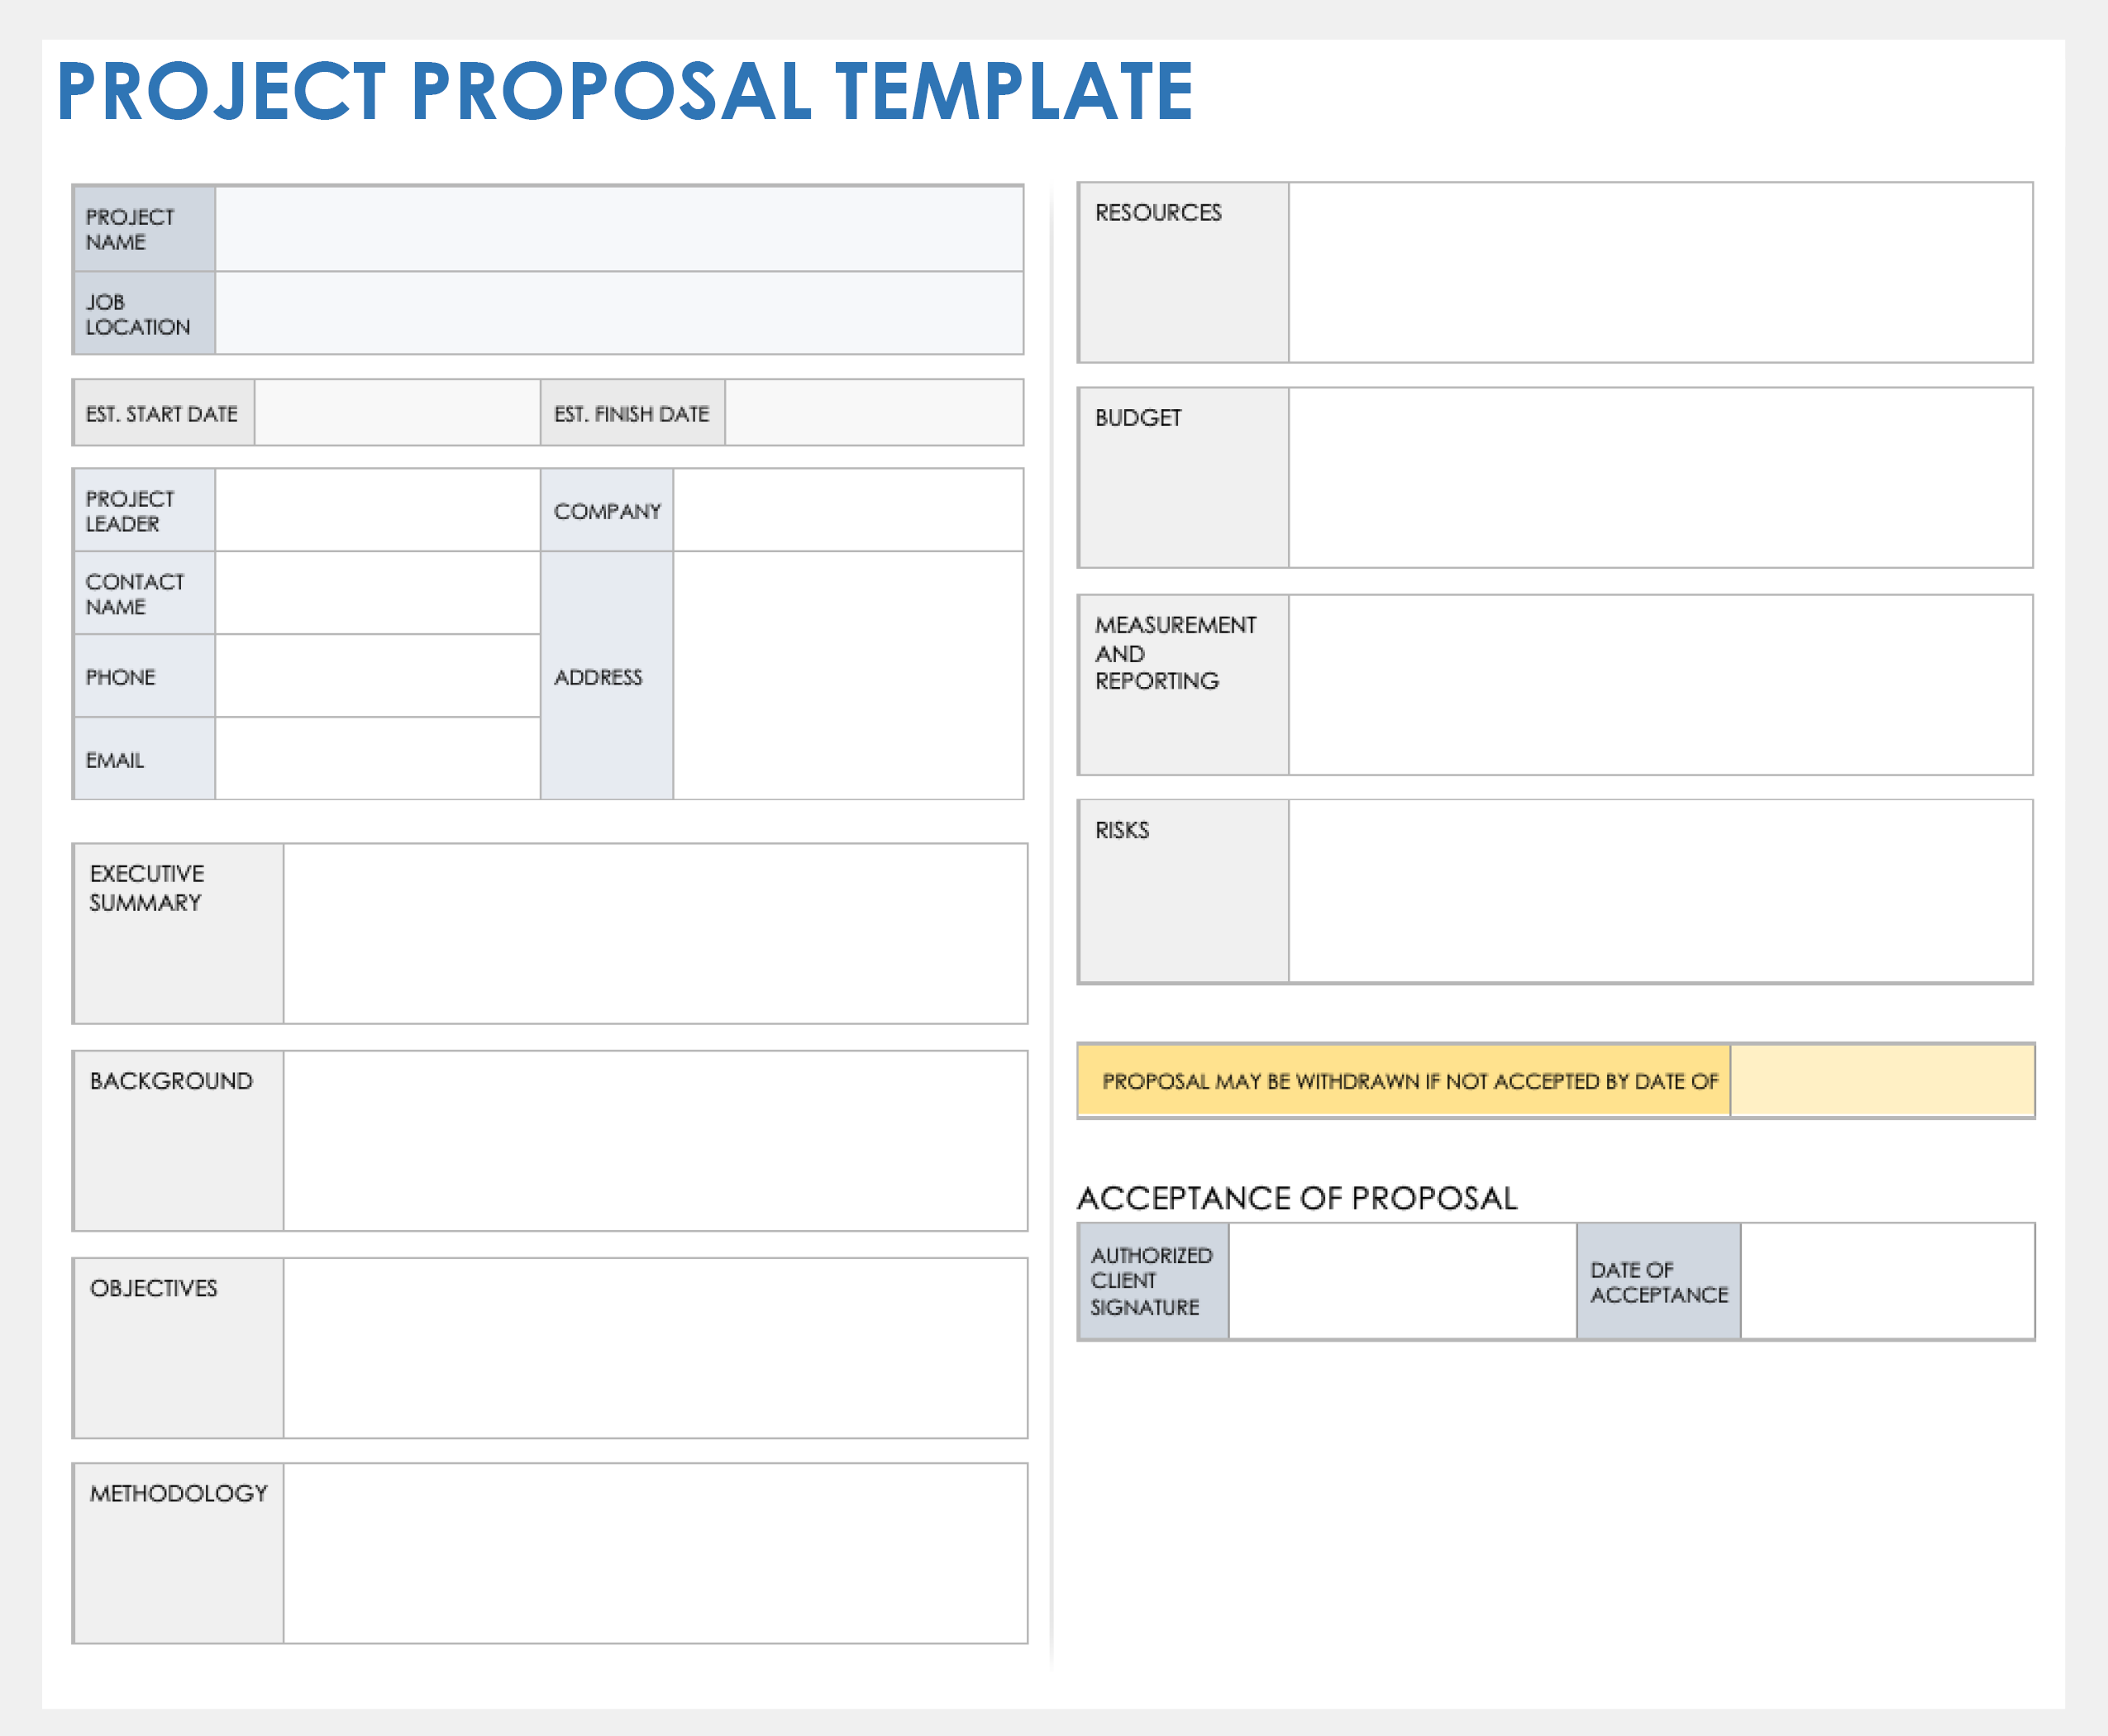 PROJECT PROPOSAL TEMPLATE
PROJECT
NAME
JOB
LOCATION
EST. START DATE
EST. FINISH DATE
PROJECT
LEADER
COMPANY
CONTACT
NAME
PHONE
ADDRESS
EMAIL
EXECUTIVE
SUMMARY
BACKGROUND
OBJECTIVES
METHODOLOGY
RESOURCES
BUDGET
MEASUREMENT
AND
REPORTING
RISKS
PROPOSAL MAY BE WITHDRAWN IF NOT ACCEPTED BY DATE OF
ACCEPTANCE OF PROPOSAL
AUTHORIZED
CLIENT
SIGNATURE
DATE OF
ACCEPTANCE